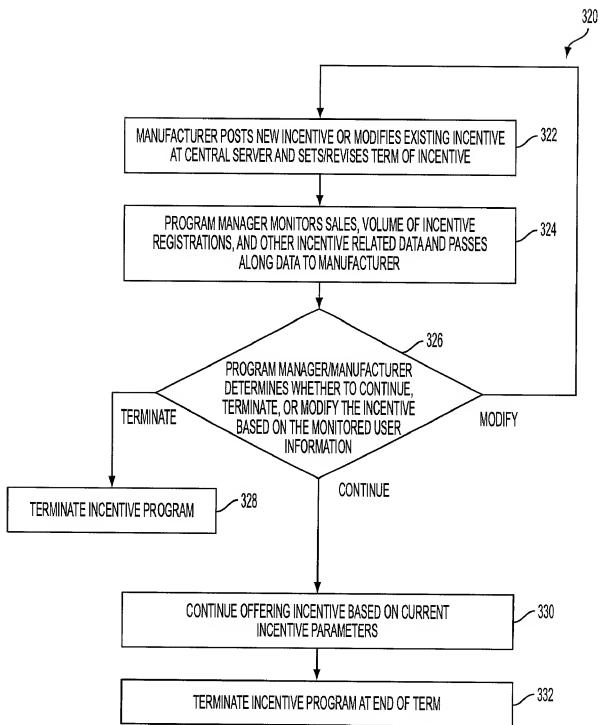 320
MANUFACTURER POSTS NEW INCENTIVE OR MODIFIES EXISTING INCENTIVE
AT CENTRAL SERVER AND SETS/REVISES TERM OF INCENTIVE
322
PROGRAM MANAGER MONITORS SALES, VOLUME OF INCENTIVE
REGISTRATIONS, AND OTHER INCENTIVE RELATED DATA AND PASSES
ALONG DATA TO MANUFACTURER
324
326
PROGRAM MANAGER/MANUFACTURER
DETERMINES WHETHER TO CONTINUE,
TERMINATE, OR MODIFY THE INCENTIVE
BASED ON THE MONITORED USER
INFORMATION
TERMINATE
MODIFY
CONTINUE
TERMINATE INCENTIVE PROGRAM
328
CONTINUE OFFERING INCENTIVE BASED ON CURRENT
INCENTIVE PARAMETERS
330
TERMINATE INCENTIVE PROGRAM AT END OF TERM
332